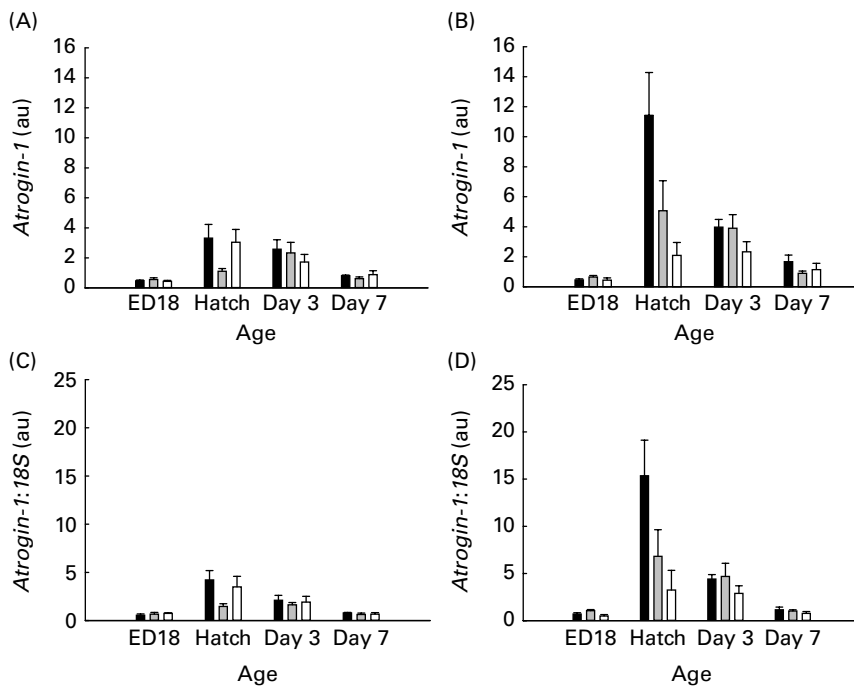 (A)
16
14
12
10
8
6
4
2
0
Atrogin-1 (au)
ED18 Hatch Day 3 Day 7
Age
(B)
16
14
12
10
8
6
4
2
0
Atrogin-1 (au)
ED18 Hatch Day 3 Day 7
Age
(C)
25
20
15
10
5
0
Atrogin-1:18S (au)
ED18 Hatch Day 3 Day 7
Age
(D)
25
20
15
10
5
0
Atrogin-1:18S (au)
ED18 Hatch Day 3 Day 7
Age